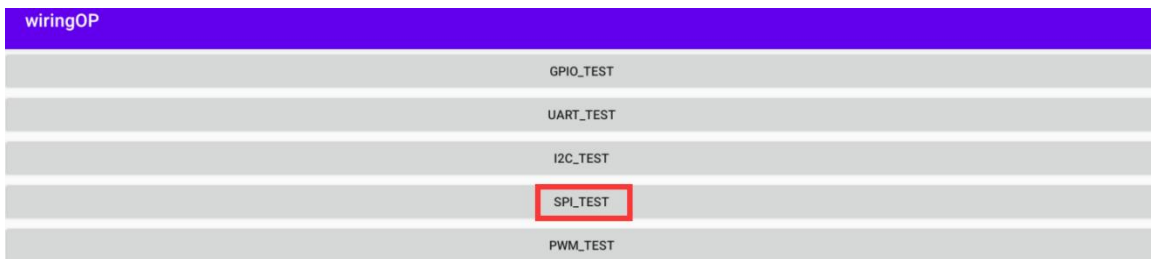 wiringOP
GPIO_TEST
UART_TEST
I2C_TEST
SPI_TEST
PWM_TEST